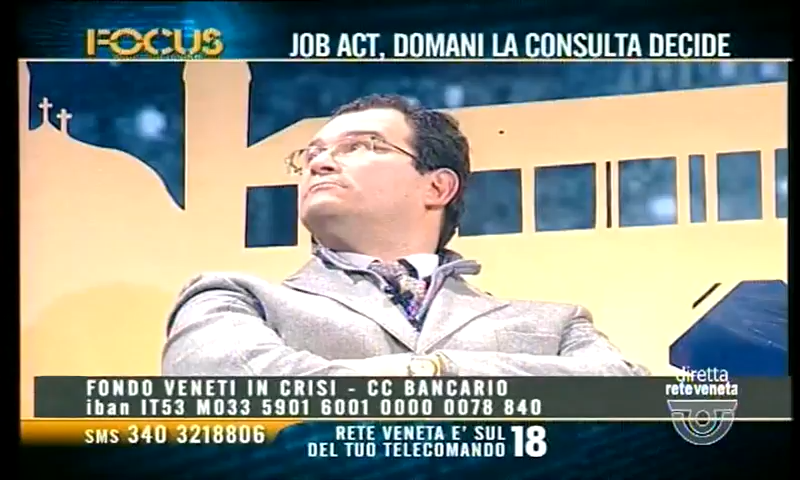 FOCUS
JOB ACT, DOMANI LA CONSULTA DECIDE
FONDO VENETI IN CRISI - CC BANCARIO
iban IT53 M033 5901 6001 0000 0078 840
diretta
reteveneta
SMS 340 3218806
RETE VENETA E' SUL
DEL TUO TELECOMANDO 18